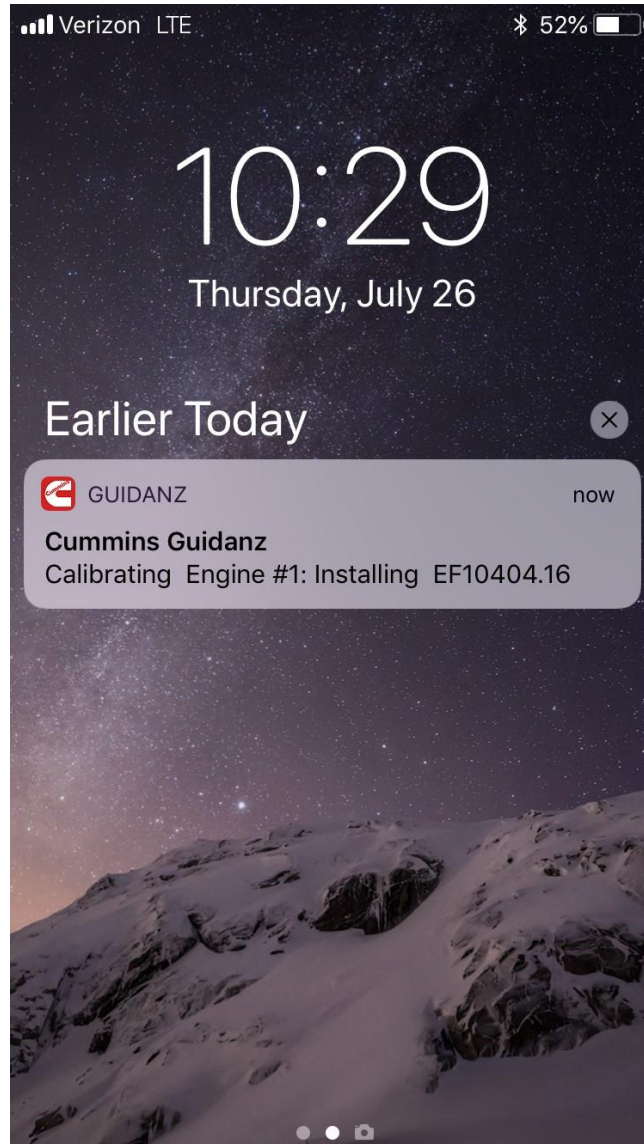 Verizon LTE 52%
10:29
Thursday, July 26
Earlier Today
GUIDANZ now
Cummins Guidanz
Calibrating Engine #1: Installing EF10404.16